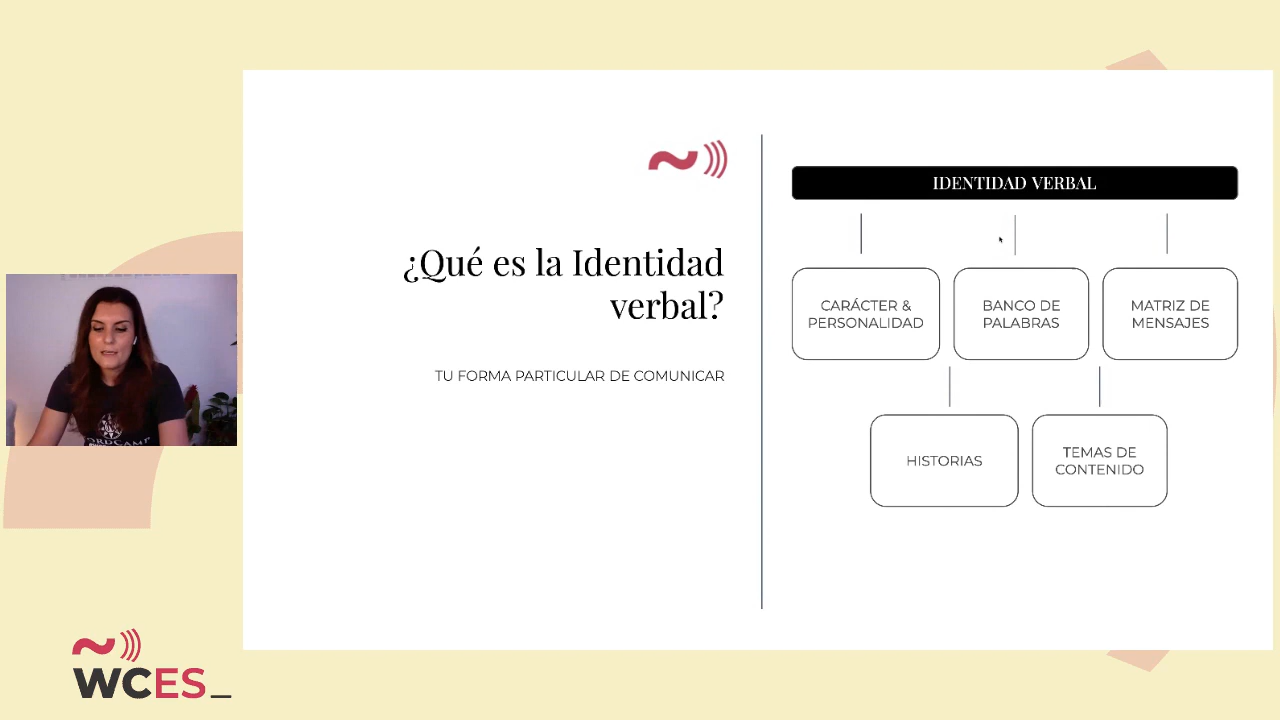 ¿Qué es la Identidad
verbal?
TU FORMA PARTICULAR DE COMUNICAR
IDENTIDAD VERBAL
CARÁCTER &
PERSONALIDAD
BANCO DE
PALABRAS
MATRIZ DE
MENSAJES
HISTORIAS
TEMAS DE
CONTENIDO
WCES_